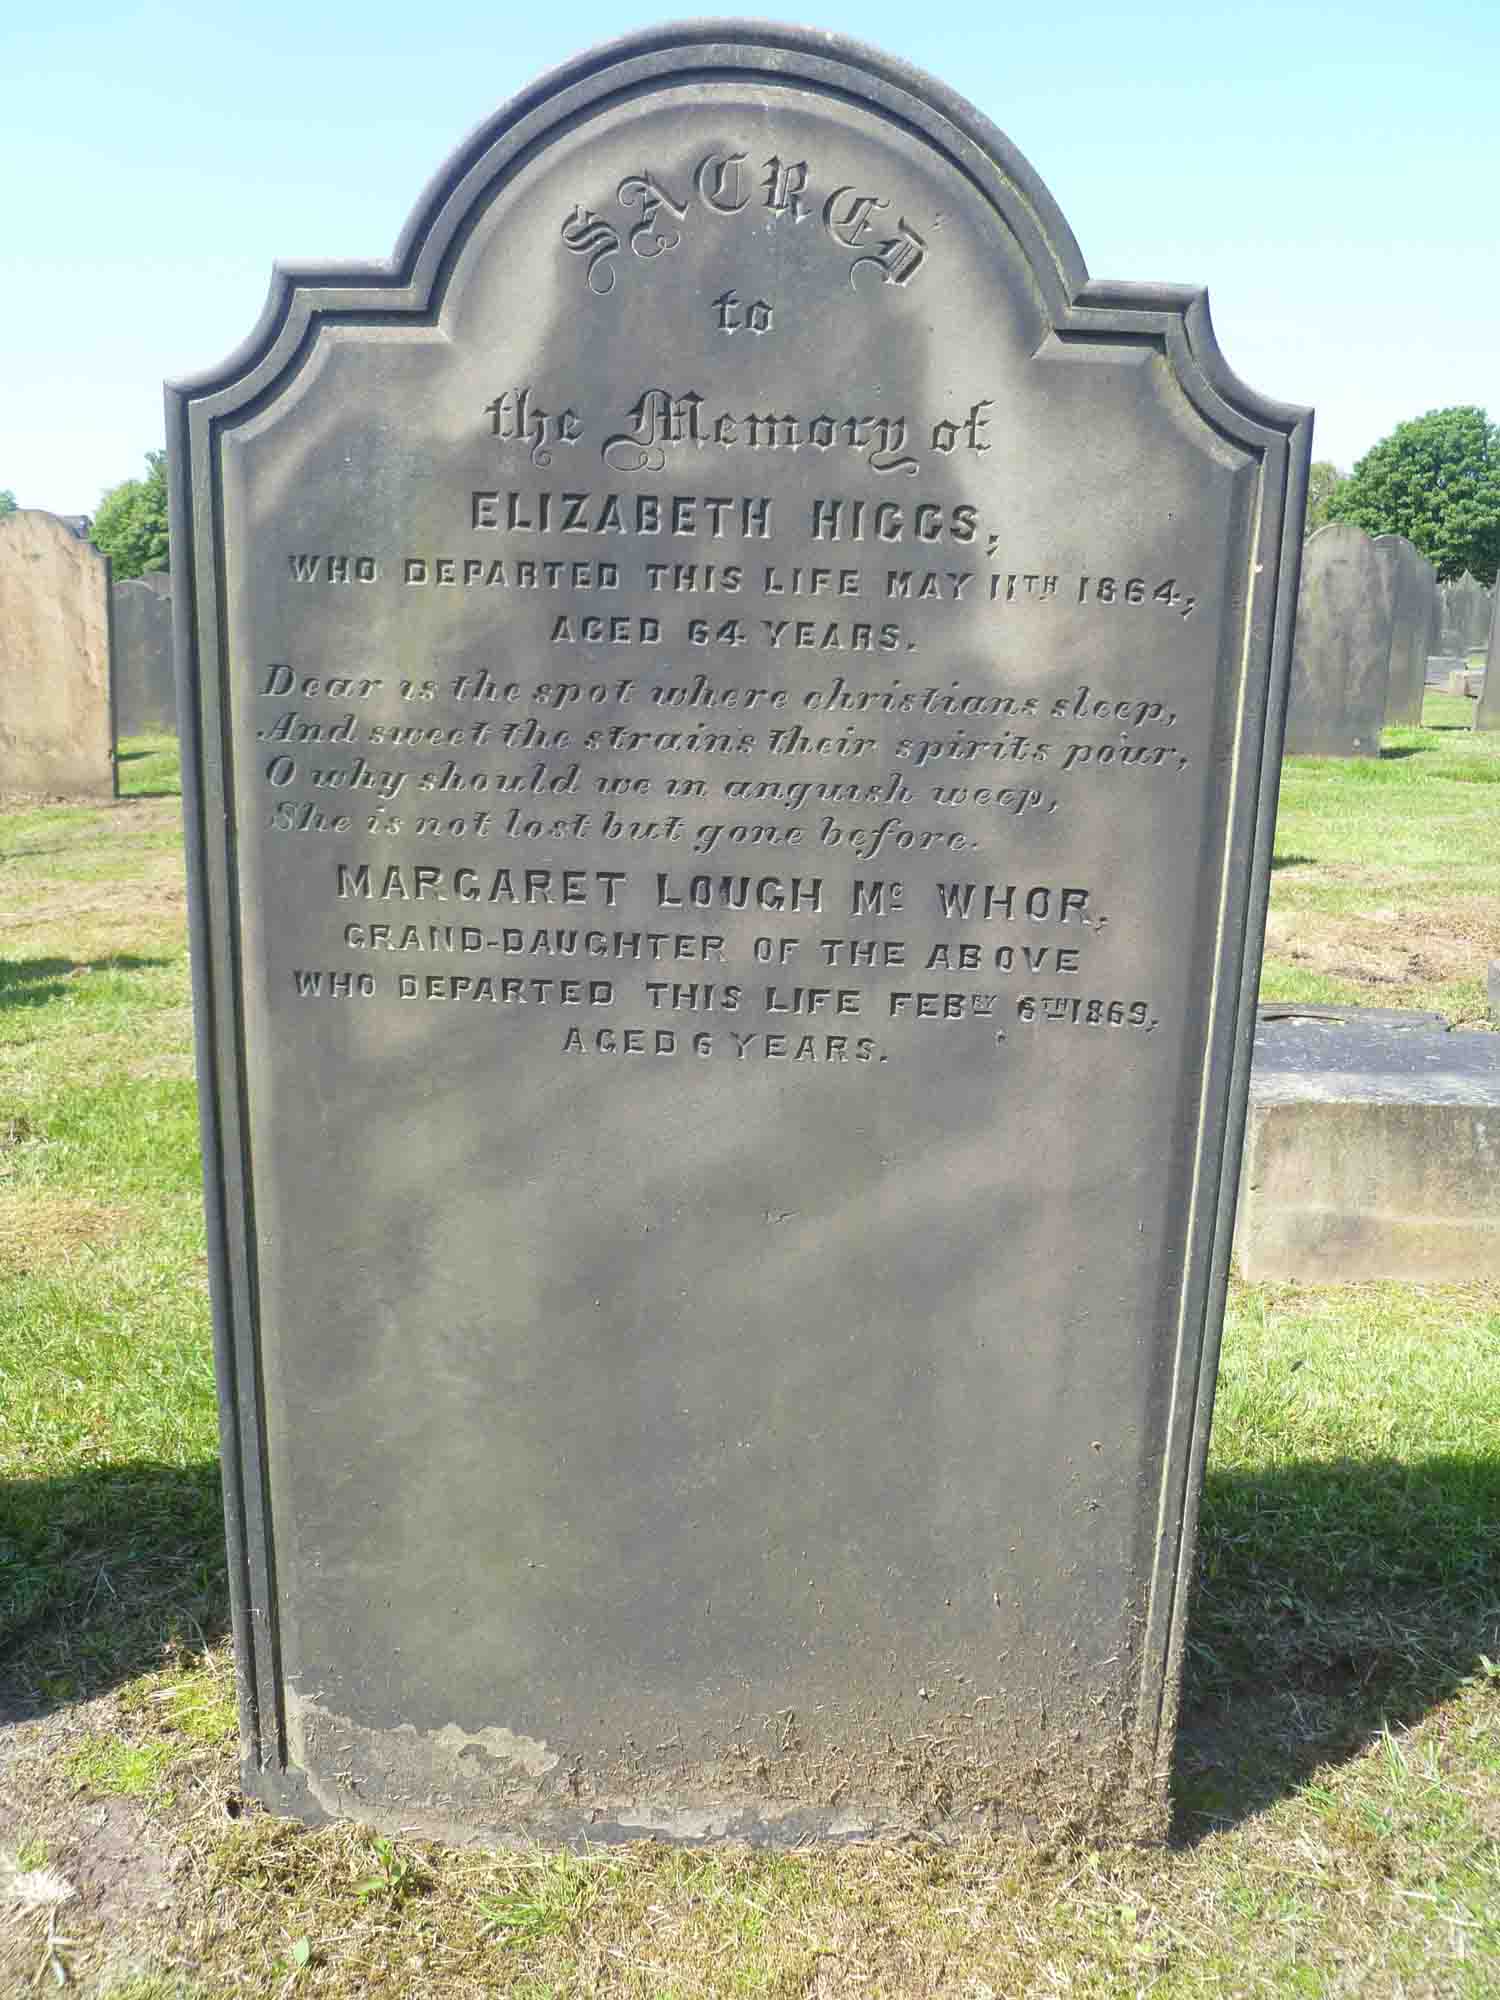 SACRED
to
the Memory of
ELIZABETH HIGGS,
WHO DEPARTED THIS LIFE MAY 11TH 1864,
AGED 64 YEARS.
Dear is the spot where christians sleep,
And sweet the strains their spirits pour,
O why should we in anguish weep,
She is not lost but gone before.
MARGARET LOUGH Mc WHOR,
GRAND-DAUGHTER OF THE ABOVE
WHO DEPARTED THIS LIFE FEBRY 6TH 1869,
AGED 6 YEARS.